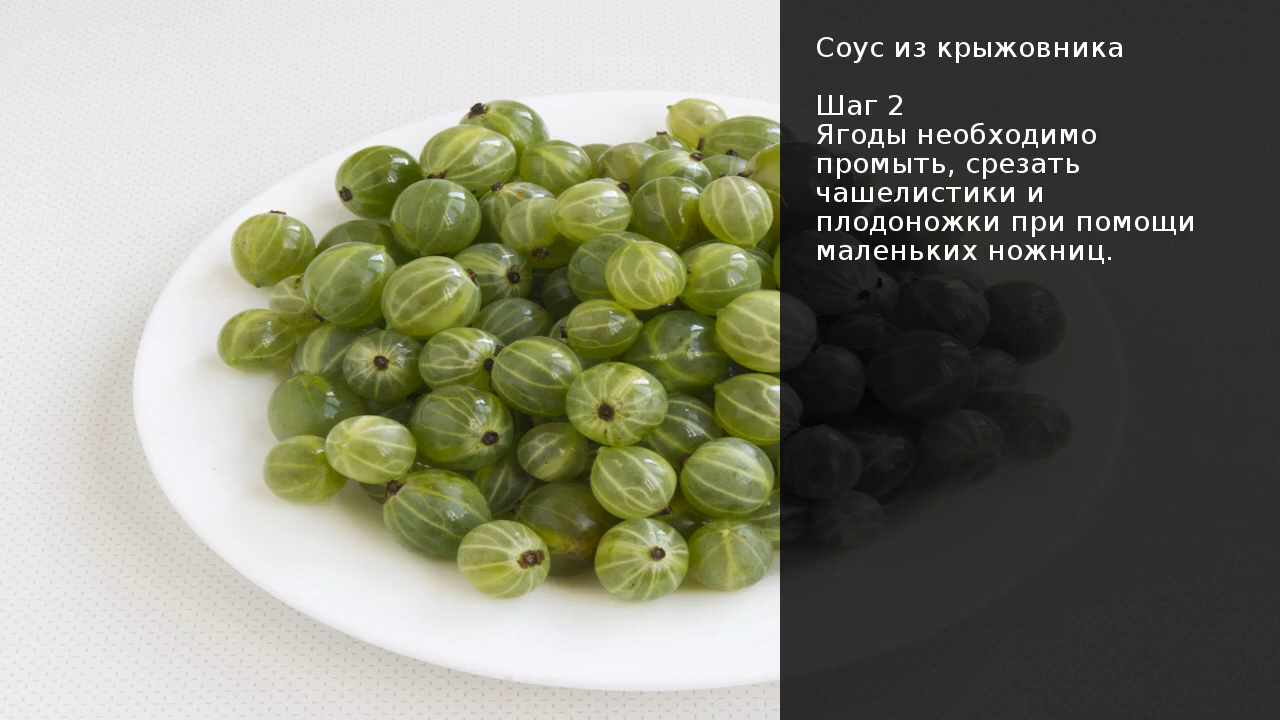 Соус из крыжовника
Шаг 2
Ягоды необходимо
промыть, срезать
чашелистики и
плодоножки при помощи
маленьких ножниц.